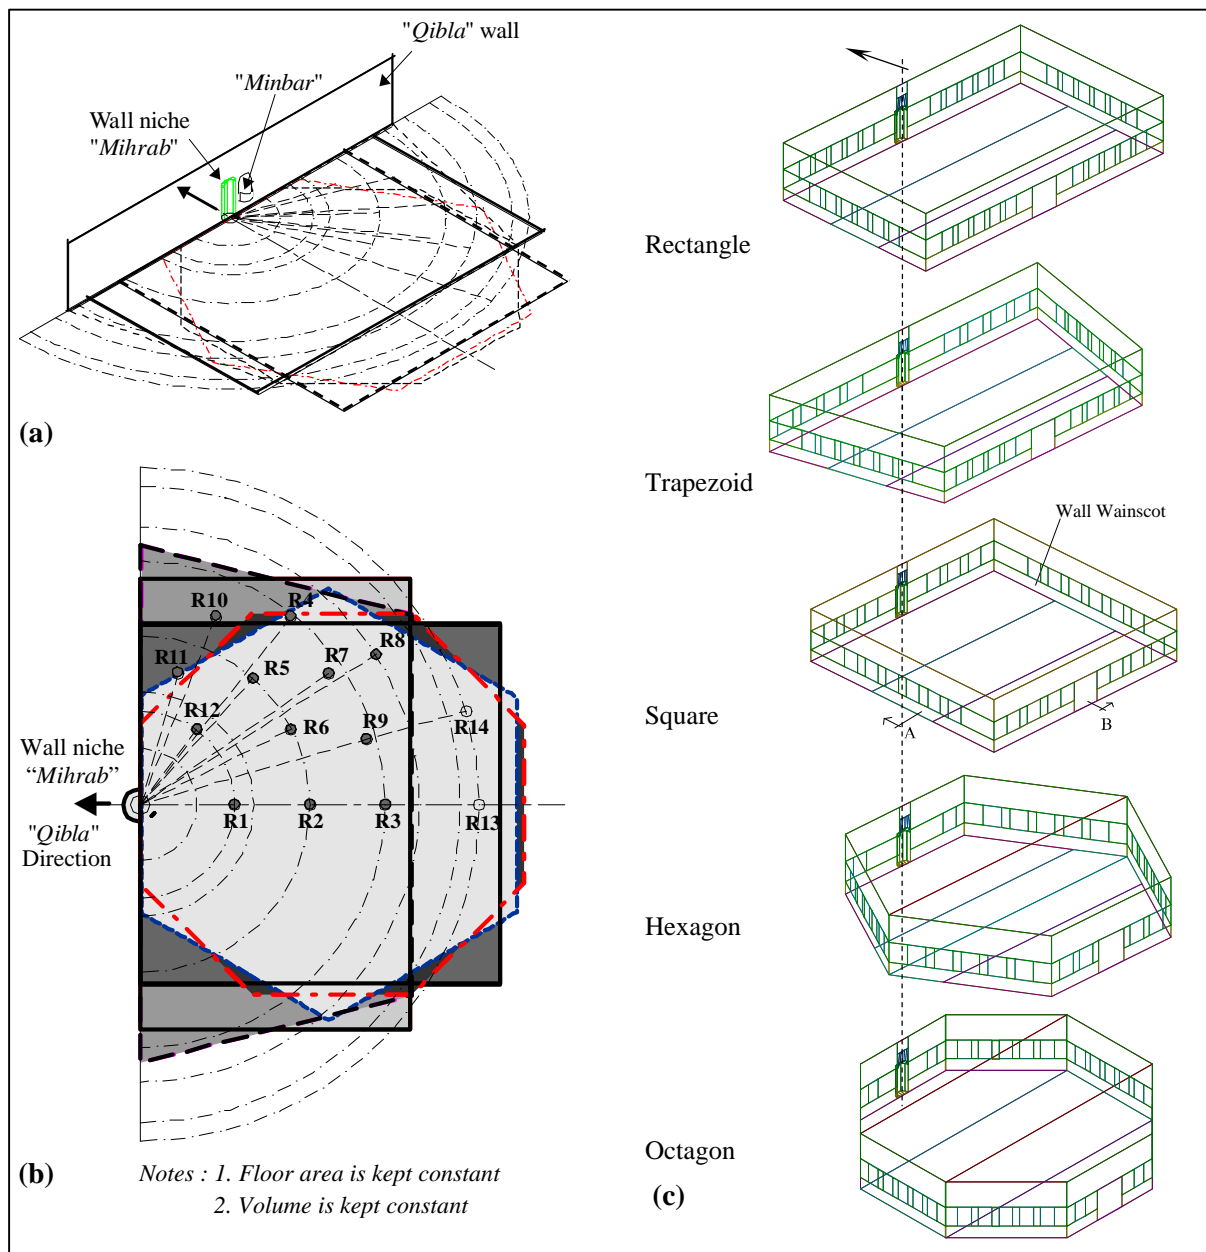 "Qibla" wall
"Minbar"
Wall niche
"Mihrab"
(a)
R10
R4
R8
R11
R5
R7
R12
R6
R9
R14
Wall niche
“Mihrab”
R1
R2
R3
R13
"Qibla"
Direction
(b)
Notes : 1. Floor area is kept constant
2. Volume is kept constant
Rectangle
Trapezoid
Wall Wainscot
Square
A
B
Hexagon
Octagon
(c)